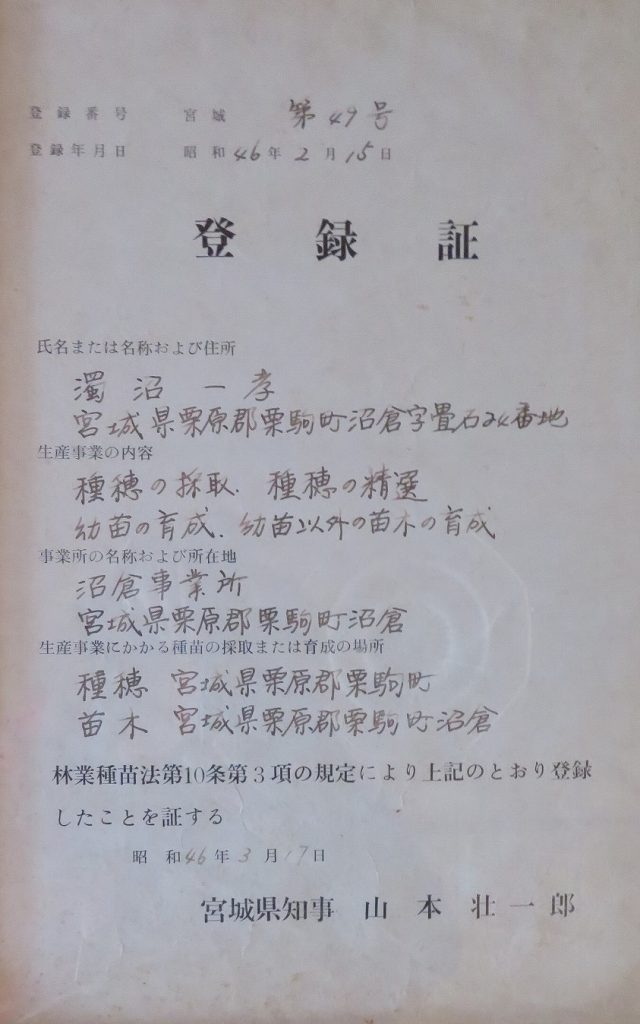 登録番号 宮城 第49号
登録年月日 昭和46年2月15日
登録証
氏名または名称および住所
濁沼一孝
宮城県栗原郡栗駒町沼倉字畳石24番地
生産事業の内容
種穂の採取、種穂の精選
幼苗の育成、幼苗以外の苗木の育成
事業所の名称および所在地
沼倉事業所
宮城県栗原郡栗駒町沼倉
生産事業にかかる種苗の採取または育成の場所
種穂 宮城県栗原郡栗駒町
苗木 宮城県栗原郡栗駒町沼倉
林業種苗法第10条第3項の規定により上記のとおり登録
したことを証する
昭和46年3月17日
宮城県知事 山本壮一郎